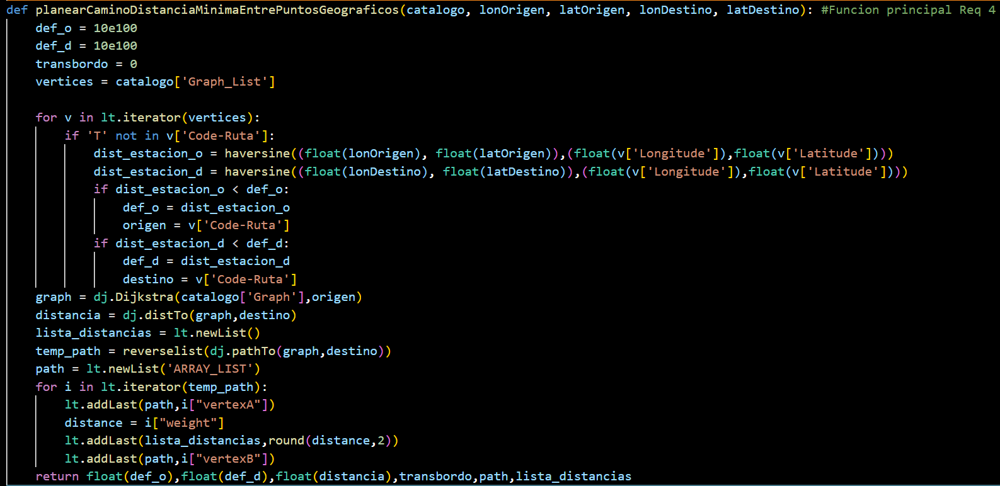 def planearCaminoDistanciaMinimaEntrePuntosGeograficos(catalogo, lonOrigen, latOrigen, lonDestino, latDestino): #Funcion principal Req 4
    def_o = 10e100
    def_d = 10e100
    transbordo = 0
    vertices = catalogo['Graph_List']

    for v in lt.iterator(vertices):
        if 'T' not in v['Code-Ruta']:
            dist_estacion_o = haversine((float(lonOrigen), float(latOrigen)),(float(v['Longitude']),float(v['Latitude'])))
            dist_estacion_d = haversine((float(lonDestino), float(latDestino)),(float(v['Longitude']),float(v['Latitude'])))
            if dist_estacion_o < def_o:
                def_o = dist_estacion_o
                origen = v['Code-Ruta']
            if dist_estacion_d < def_d:
                def_d = dist_estacion_d
                destino = v['Code-Ruta']
    graph = dj.Dijkstra(catalogo['Graph'],origen)
    distancia = dj.distTo(graph,destino)
    lista_distancias = lt.newList()
    temp_path = reverselist(dj.pathTo(graph,destino))
    path = lt.newList('ARRAY_LIST')
    for i in lt.iterator(temp_path):
        lt.addLast(path,i["vertexA"])
        distance = i["weight"]
        lt.addLast(lista_distancias,round(distance,2))
        lt.addLast(path,i["vertexB"])
    return float(def_o),float(def_d),float(distancia),transbordo,path,lista_distancias